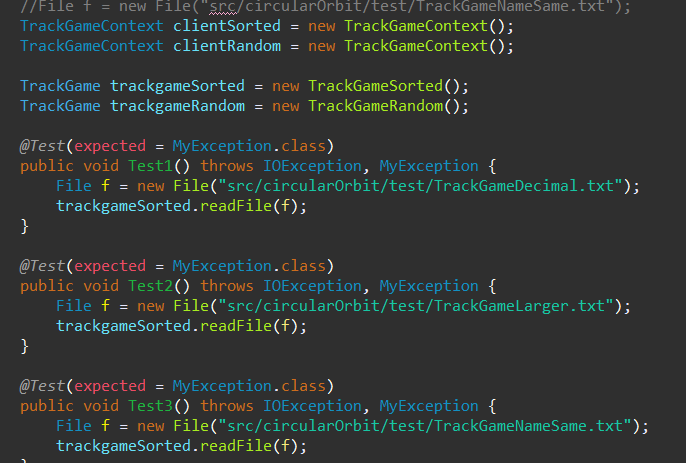 //File f = new File("src/circularOrbit/test/TrackGameNameSame.txt");
TrackGameContext clientSorted = new TrackGameContext();
TrackGameContext clientRandom = new TrackGameContext();
TrackGame trackgameSorted = new TrackGameSorted();
TrackGame trackgameRandom = new TrackGameRandom();
@Test(expected = MyException.class)
public void Test1() throws IOException, MyException {
File f = new File("src/circularOrbit/test/TrackGameDecimal.txt");
trackgameSorted.readFile(f);
}
@Test(expected = MyException.class)
public void Test2() throws IOException, MyException {
File f = new File("src/circularOrbit/test/TrackGameLarger.txt");
trackgameSorted.readFile(f);
}
@Test(expected = MyException.class)
public void Test3() throws IOException, MyException {
File f = new File("src/circularOrbit/test/TrackGameNameSame.txt");
trackgameSorted.readFile(f);
}